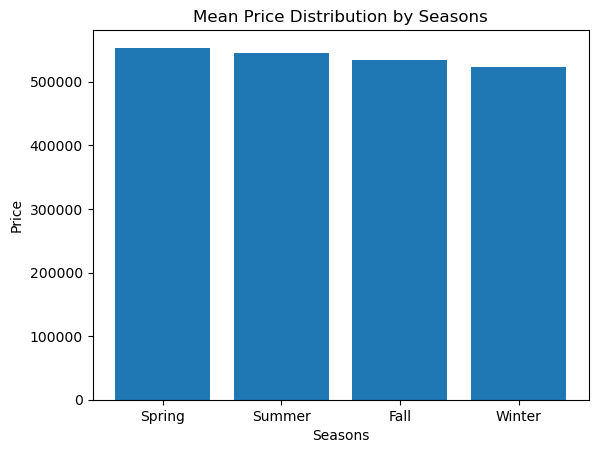 Mean Price Distribution by Seasons
500000
400000
300000
200000
100000
0
Price
Spring Summer Fall Winter
Seasons